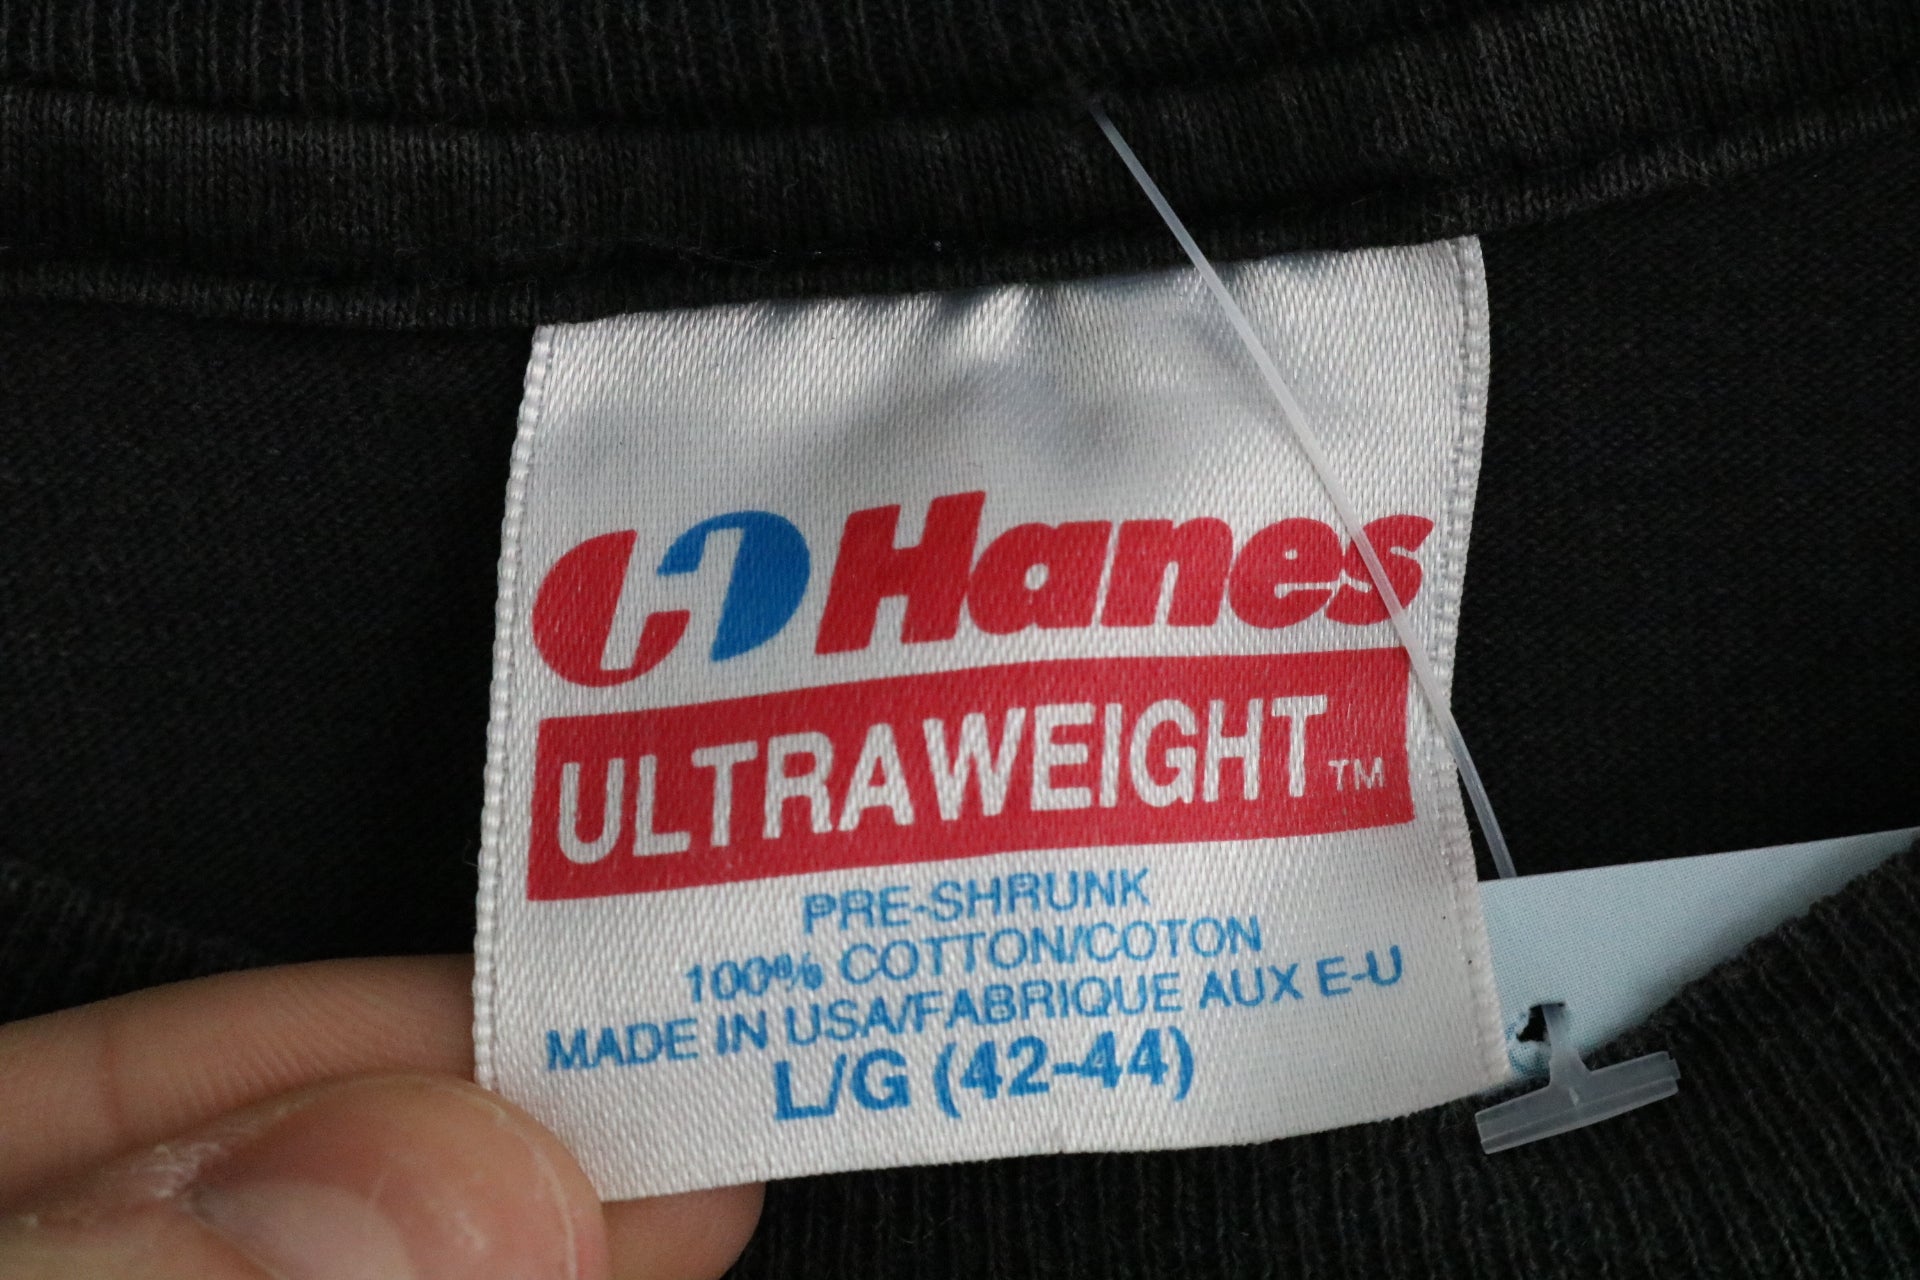 Hanes
ULTRAWEIGHT™
PRE-SHRUNK
100% COTTON/COTON
MADE IN USA/FABRIQUE AUX E-U
L/G (42-44)